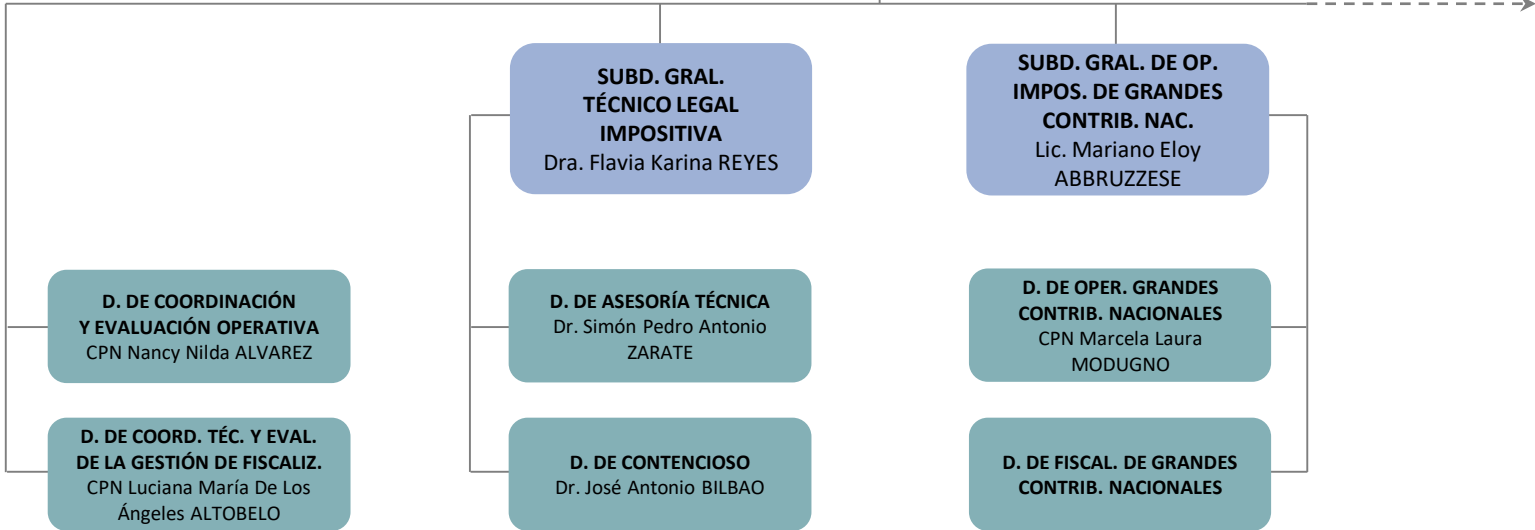 SUBD. GRAL.
TÉCNICO LEGAL
IMPOSITIVA
Dra. Flavia Karina REYES
SUBD. GRAL. DE OP.
IMPOS. DE GRANDES
CONTRIB. NAC.
Lic. Mariano Eloy
ABBRUZZESE
D. DE COORDINACIÓN
Y EVALUACIÓN OPERATIVA
CPN Nancy Nilda ALVAREZ
D. DE ASESORÍA TÉCNICA
Dr. Simón Pedro Antonio
ZARATE
D. DE OPER. GRANDES
CONTRIB. NACIONALES
CPN Marcela Laura
MODUGNO
D. DE COORD. TÉC. Y EVAL.
DE LA GESTIÓN DE FISCALIZ.
CPN Luciana María De Los
Ángeles ALTOBELO
D. DE CONTENCIOSO
Dr. José Antonio BILBAO
D. DE FISCAL. DE GRANDES
CONTRIB. NACIONALES